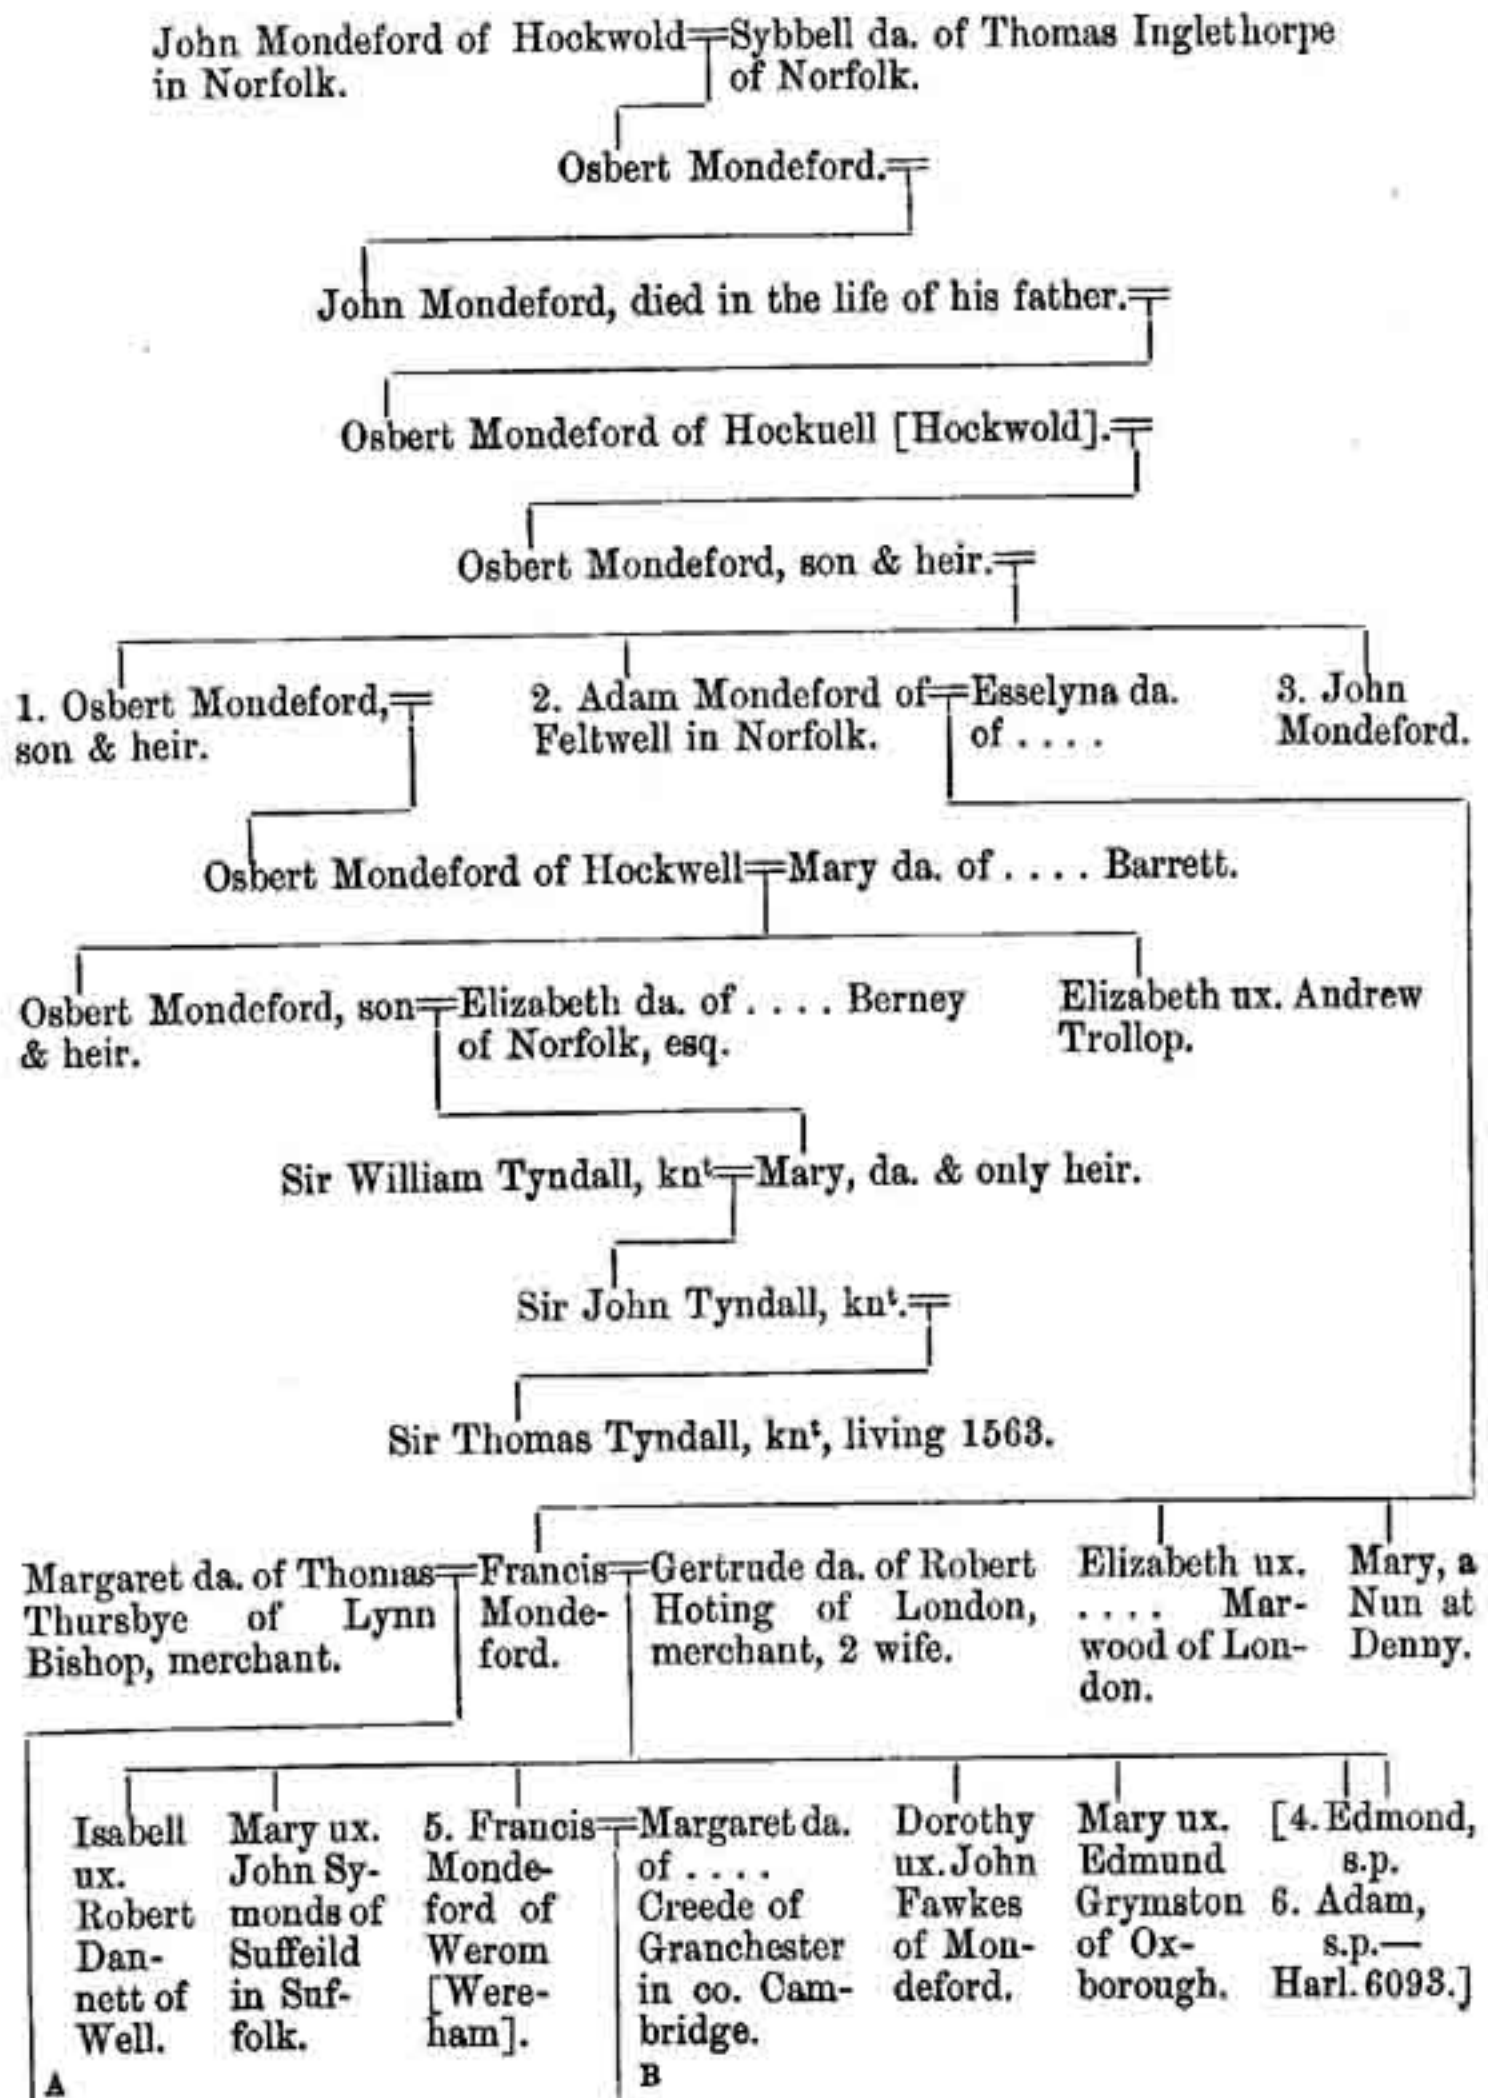 John Mondeford of Hockwold=Sybbell da. of Thomas Inglethorpe
in Norfolk. of Norfolk.
Osbert Mondeford.=
John Mondeford, died in the life of his father.=
Osbert Mondeford of Hockuell [Hockwold].=
Osbert Mondeford, son & heir.=
1. Osbert Mondeford,=
son & heir.
2. Adam Mondeford of=Esselyna da.
Feltwell in Norfolk. of . . . .
3. John
Mondeford.
Osbert Mondeford of Hockwell=Mary da. of . . . . Barrett.
Osbert Mondeford, son=Elizabeth da. of . . . . Berney
& heir. of Norfolk, esq.
Elizabeth ux. Andrew
Trollop.
Sir William Tyndall, knᵗ=Mary, da. & only heir.
Sir John Tyndall, knᵗ.=
Sir Thomas Tyndall, knᵗ, living 1563.
Margaret da. of Thomas=
Thursbye of Lynn
Bishop, merchant.
Francis=
Monde-
ford.
Gertrude da. of Robert
Hoting of London,
merchant, 2 wife.
Elizabeth ux.
. . . . Mar-
wood of Lon-
don.
Mary, a
Nun at
Denny.
Isabell
ux.
Robert
Dan-
nett of
Well.
Mary ux.
John Sy-
monds of
Suffeild
in Suf-
folk.
5. Francis=
Monde-
ford of
Werom
[Were-
ham].
Margaret da.
of . . . .
Creede of
Granchester
in co. Cam-
bridge.
Dorothy
ux. John
Fawkes
of Mon-
deford.
Mary ux.
Edmund
Grymston
of Ox-
borough.
[4. Edmond,
s.p.
6. Adam,
s.p.—
Harl. 6093.]
A
B